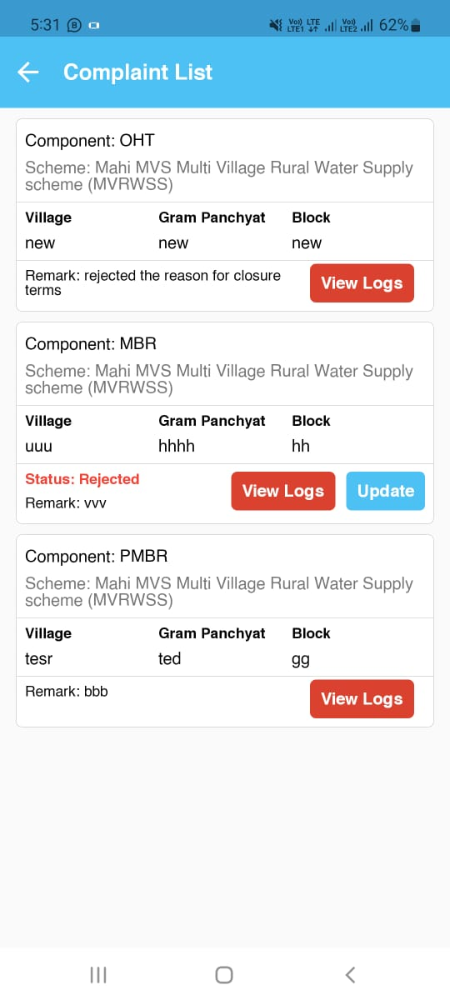 5:31
Vo)) LTE Vo))
LTE1 LTE2 62%
Complaint List
Component: OHT
Scheme: Mahi MVS Multi Village Rural Water Supply
scheme (MVRWSS)
Village Gram Panchyat Block
new new new
Remark: rejected the reason for closure
terms
View Logs
Component: MBR
Scheme: Mahi MVS Multi Village Rural Water Supply
scheme (MVRWSS)
Village Gram Panchyat Block
uuu hhhh hh
Status: Rejected
Remark: vvv
View Logs Update
Component: PMBR
Scheme: Mahi MVS Multi Village Rural Water Supply
scheme (MVRWSS)
Village Gram Panchyat Block
tesr ted gg
Remark: bbb
View Logs